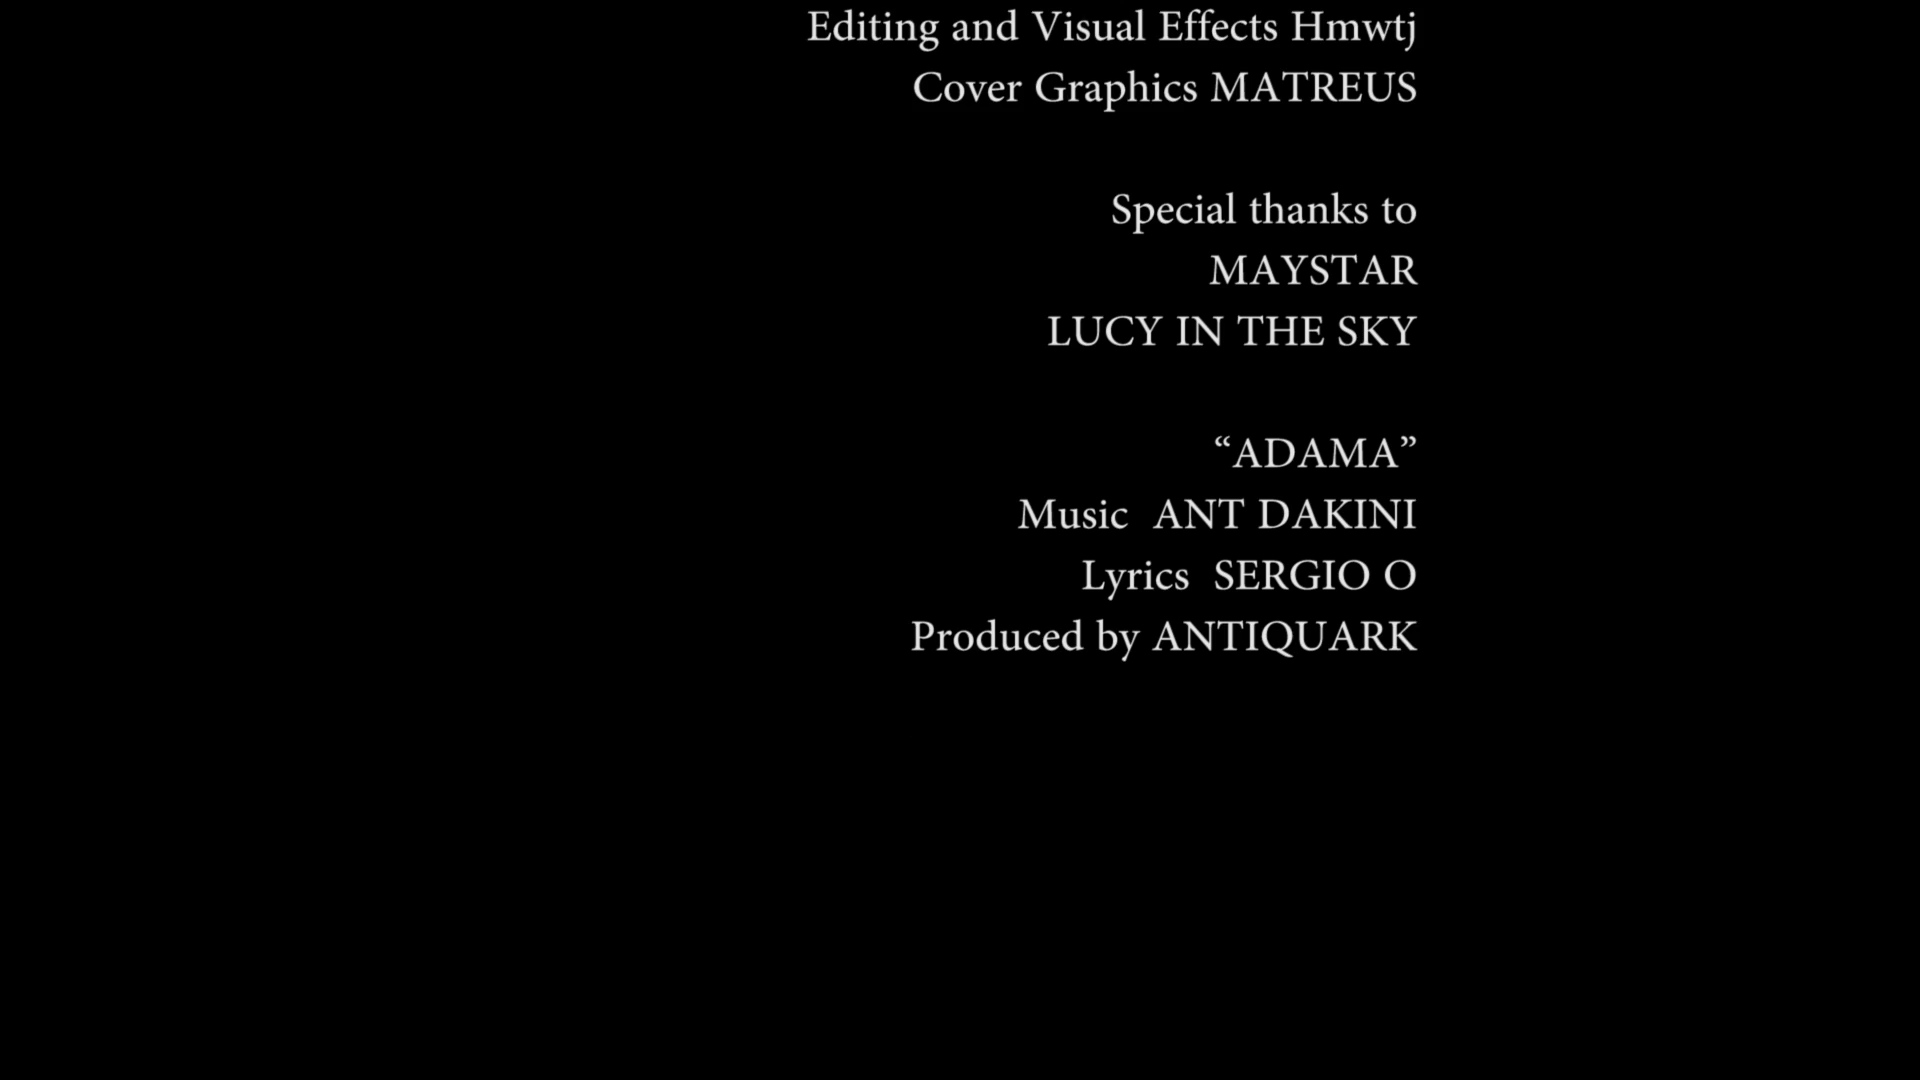 Editing and Visual Effects Hmwtj
Cover Graphics MATREUS
Special thanks to
MAYSTAR
LUCY IN THE SKY
“ADAMA”
Music  ANT DAKINI
Lyrics  SERGIO O
Produced by ANTIQUARK